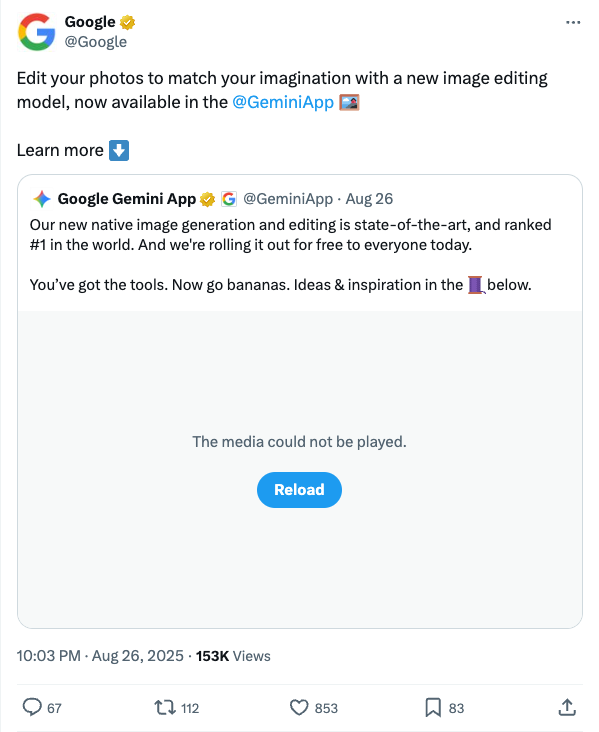 Google
@Google
Edit your photos to match your imagination with a new image editing
model, now available in the @GeminiApp 🌄
Learn more ⬇️
Google Gemini App @GeminiApp · Aug 26
Our new native image generation and editing is state-of-the-art, and ranked
#1 in the world. And we're rolling it out for free to everyone today.
You’ve got the tools. Now go bananas. Ideas & inspiration in the 🧵 below.
The media could not be played.
Reload
10:03 PM · Aug 26, 2025 · 153K Views
67 112 853 83